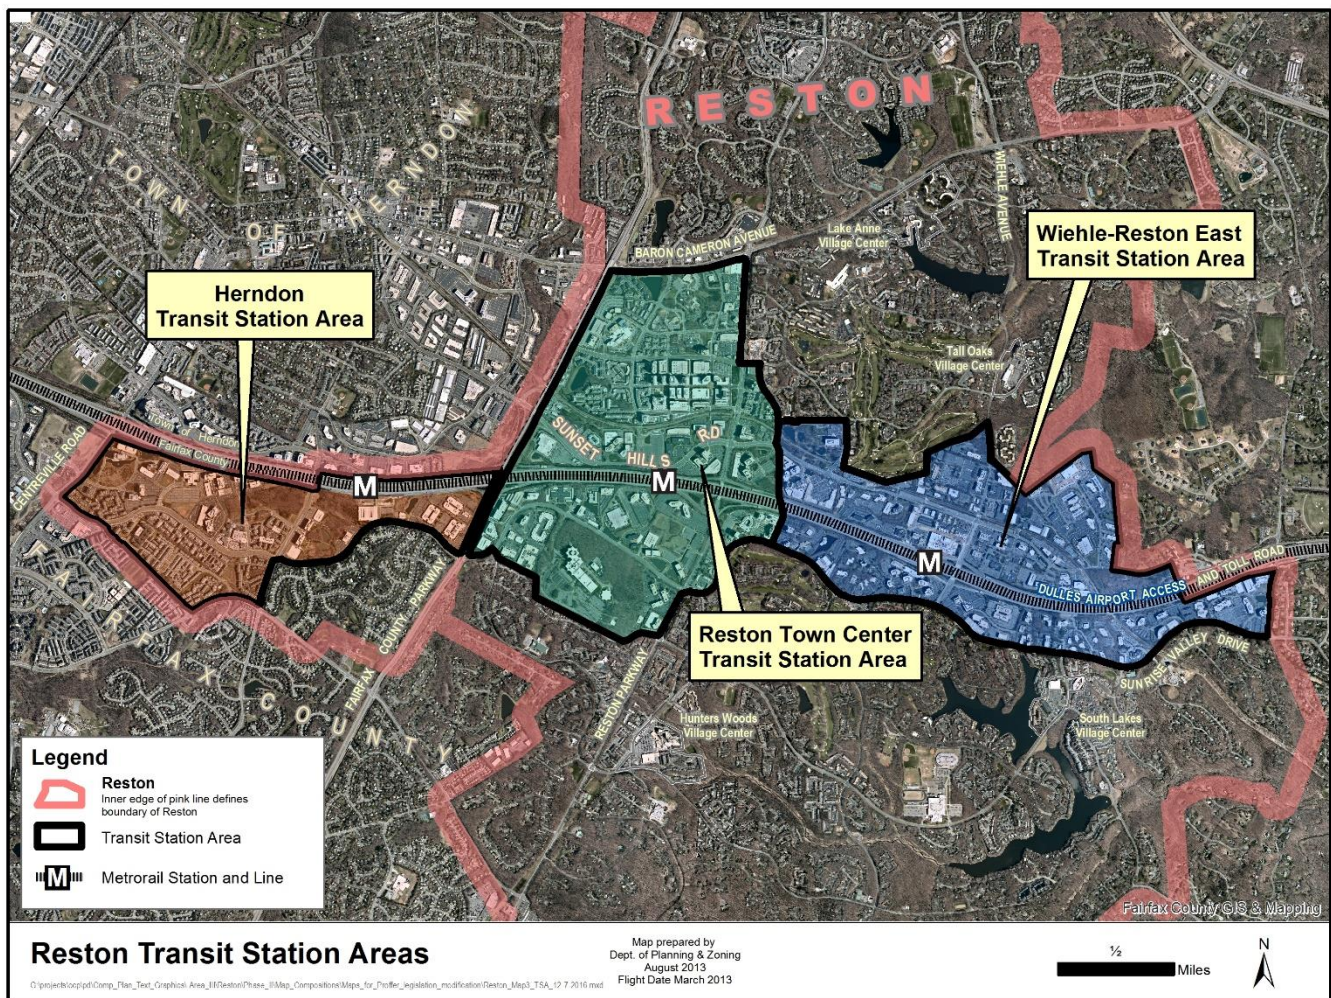 RESTON
TOWN OF HERNDON
WIEHLE AVENUE
BARON CAMERON AVENUE
Lake Anne
Village Center
Wiehle-Reston East
Transit Station Area
Herndon
Transit Station Area
Tall Oaks
Village Center
CENTREVILLE ROAD
Town of Herndon
Fairfax County
SUNSET HILLS RD
M
M
M
DULLES AIRPORT ACCESS AND TOLL ROAD
FAIRFAX COUNTY PARKWAY
Reston Town Center
Transit Station Area
SUNRISE VALLEY DRIVE
RESTON PARKWAY
Hunters Woods
Village Center
South Lakes
Village Center
FAIRFAX COUNTY
Legend
Reston
Inner edge of pink line defines
boundary of Reston
Transit Station Area
M
Metrorail Station and Line
Fairfax County GIS & Mapping
Reston Transit Station Areas
Map prepared by
Dept. of Planning & Zoning
August 2013
Flight Date March 2013
½
Miles
N